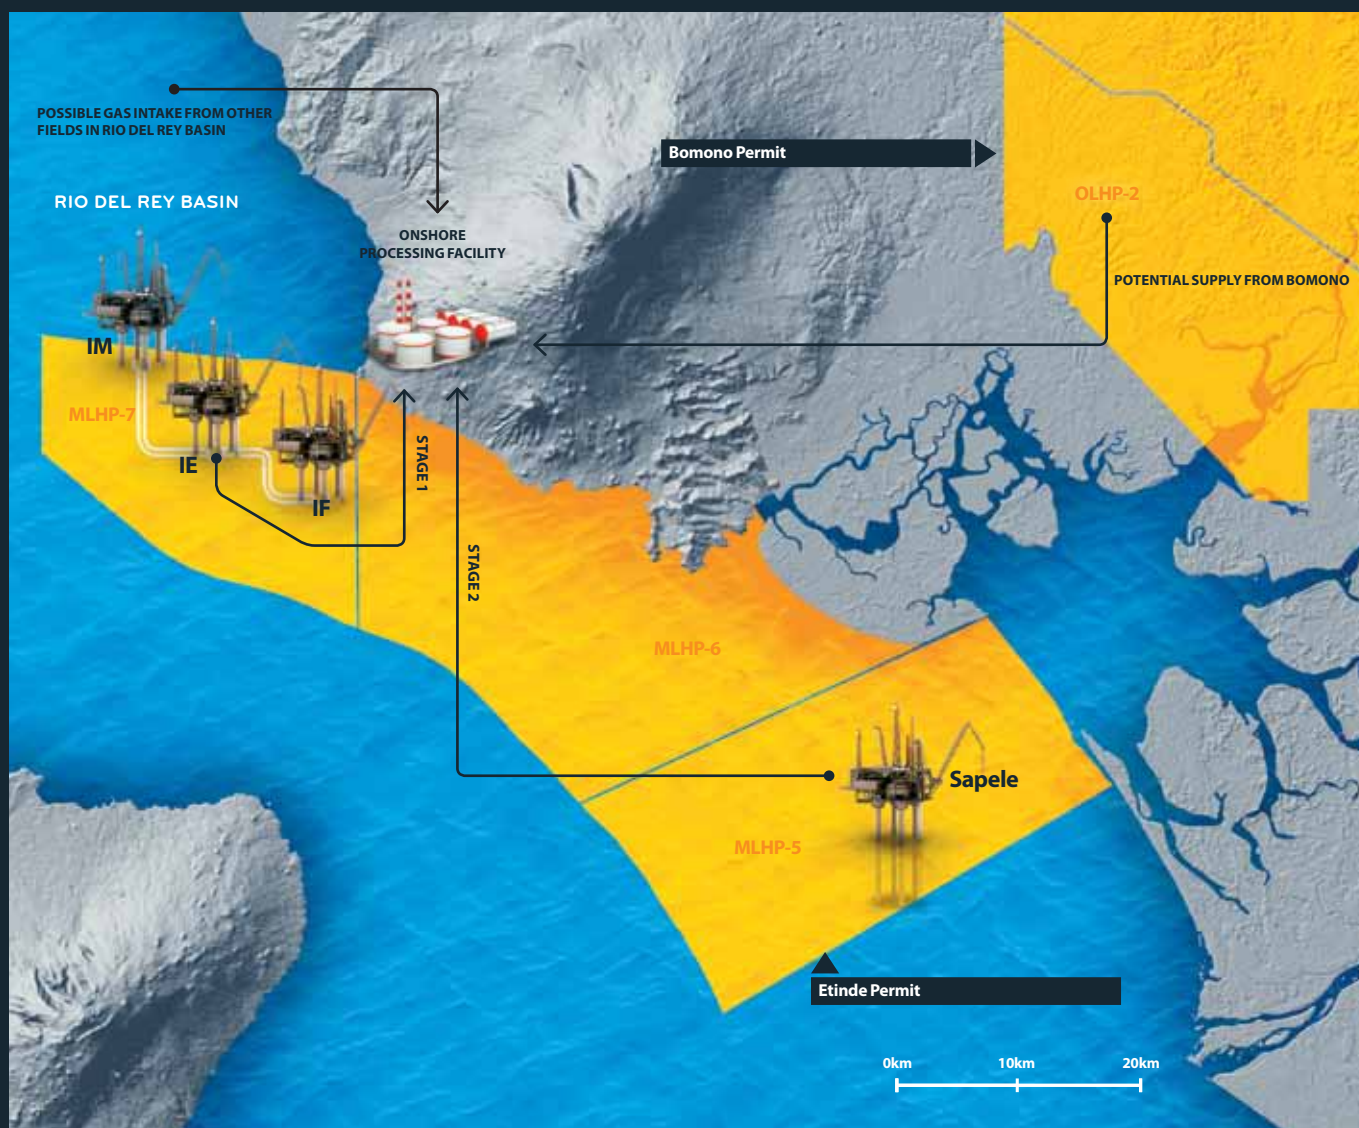 POSSIBLE GAS INTAKE FROM OTHER
FIELDS IN RIO DEL REY BASIN
Bomono Permit
OLHP-2
RIO DEL REY BASIN
ONSHORE
PROCESSING FACILITY
POTENTIAL SUPPLY FROM BOMONO
IM
MLHP-7
IE
IF
STAGE 1
STAGE 2
MLHP-6
Sapele
MLHP-5
Etinde Permit
0km 10km 20km